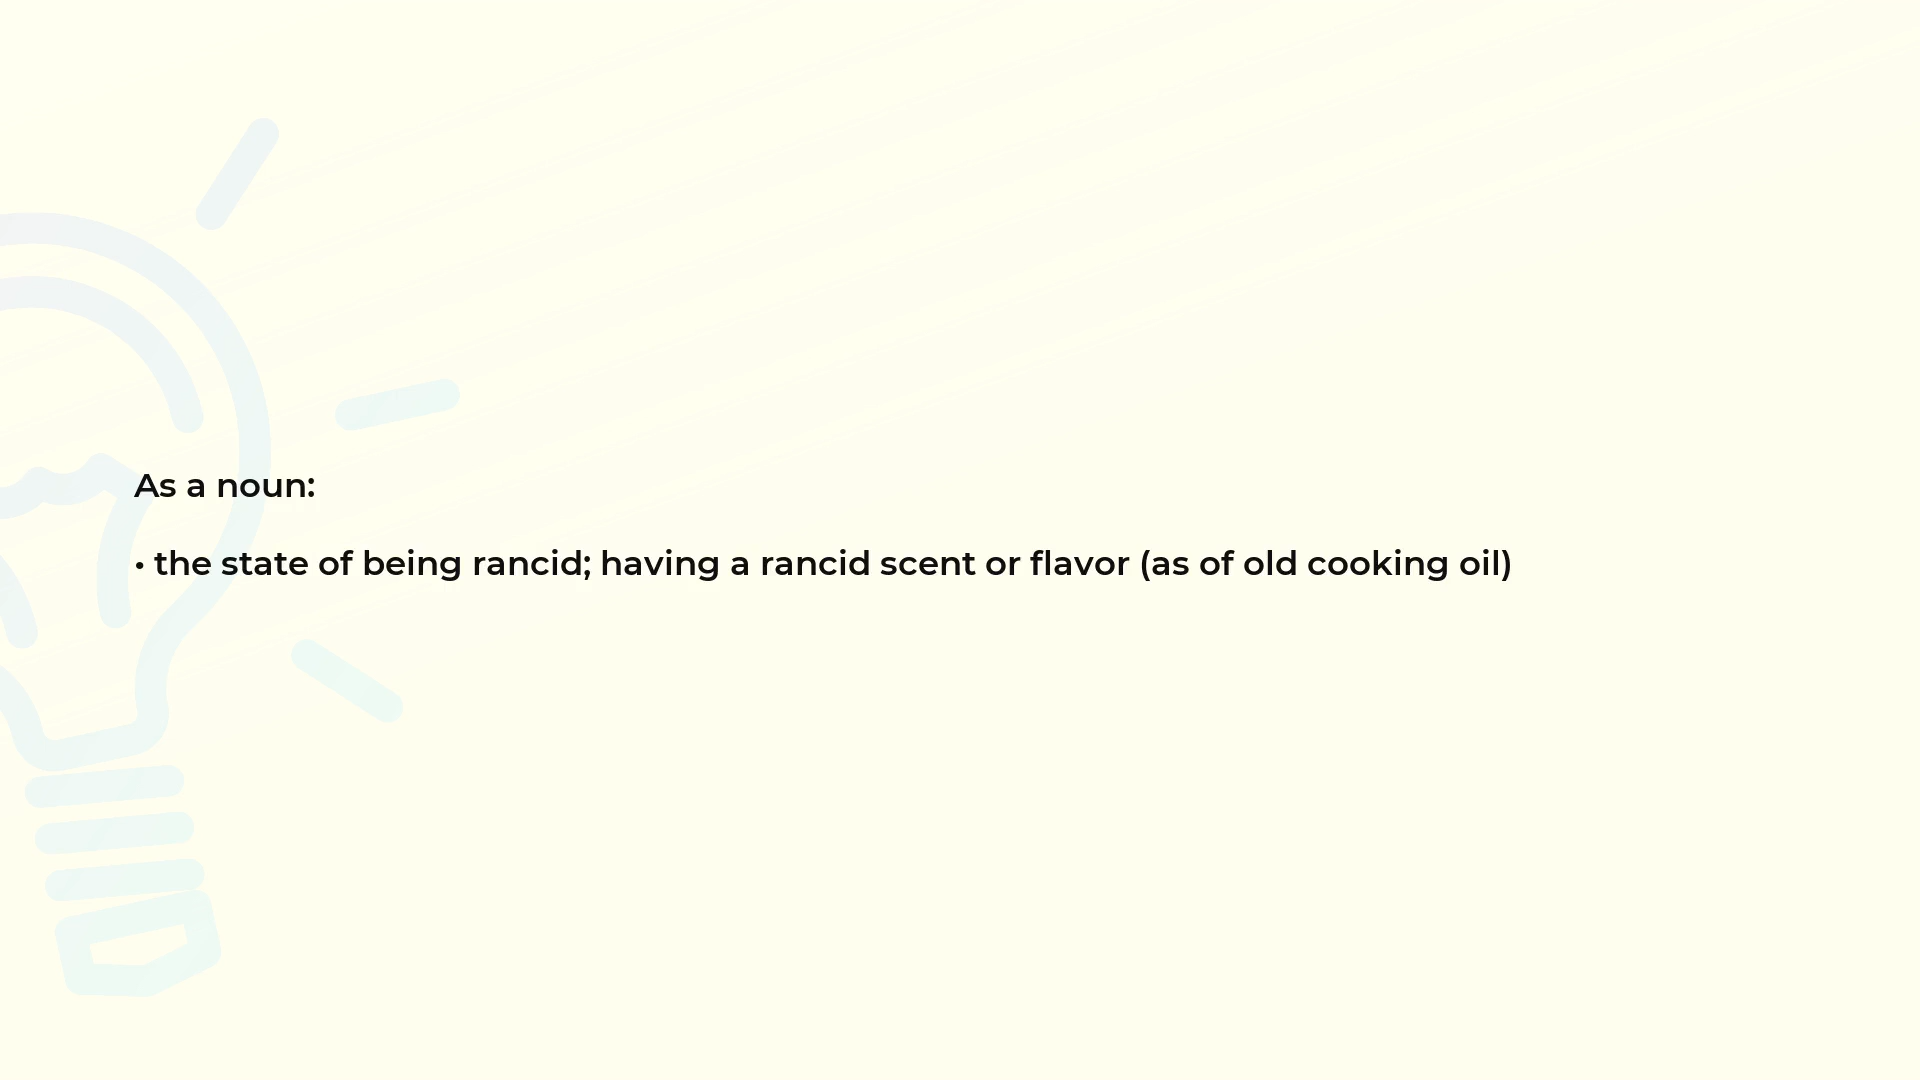 As a noun:
• the state of being rancid; having a rancid scent or flavor (as of old cooking oil)